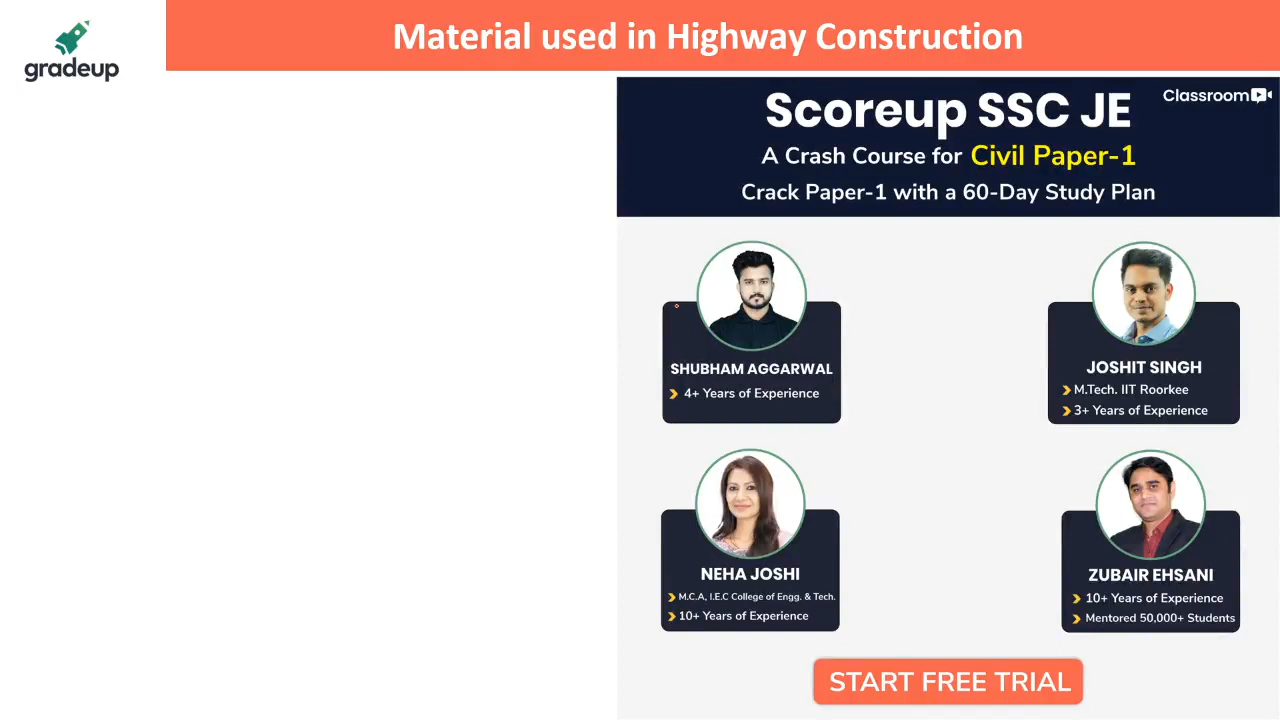 gradeup
Material used in Highway Construction
Classroom
Scoreup SSC JE
A Crash Course for Civil Paper-1
Crack Paper-1 with a 60-Day Study Plan
SHUBHAM AGGARWAL
4+ Years of Experience
JOSHIT SINGH
M.Tech. IIT Roorkee
3+ Years of Experience
NEHA JOSHI
M.C.A, I.E.C College of Engg. & Tech.
10+ Years of Experience
ZUBAIR EHSANI
10+ Years of Experience
Mentored 50,000+ Students
START FREE TRIAL